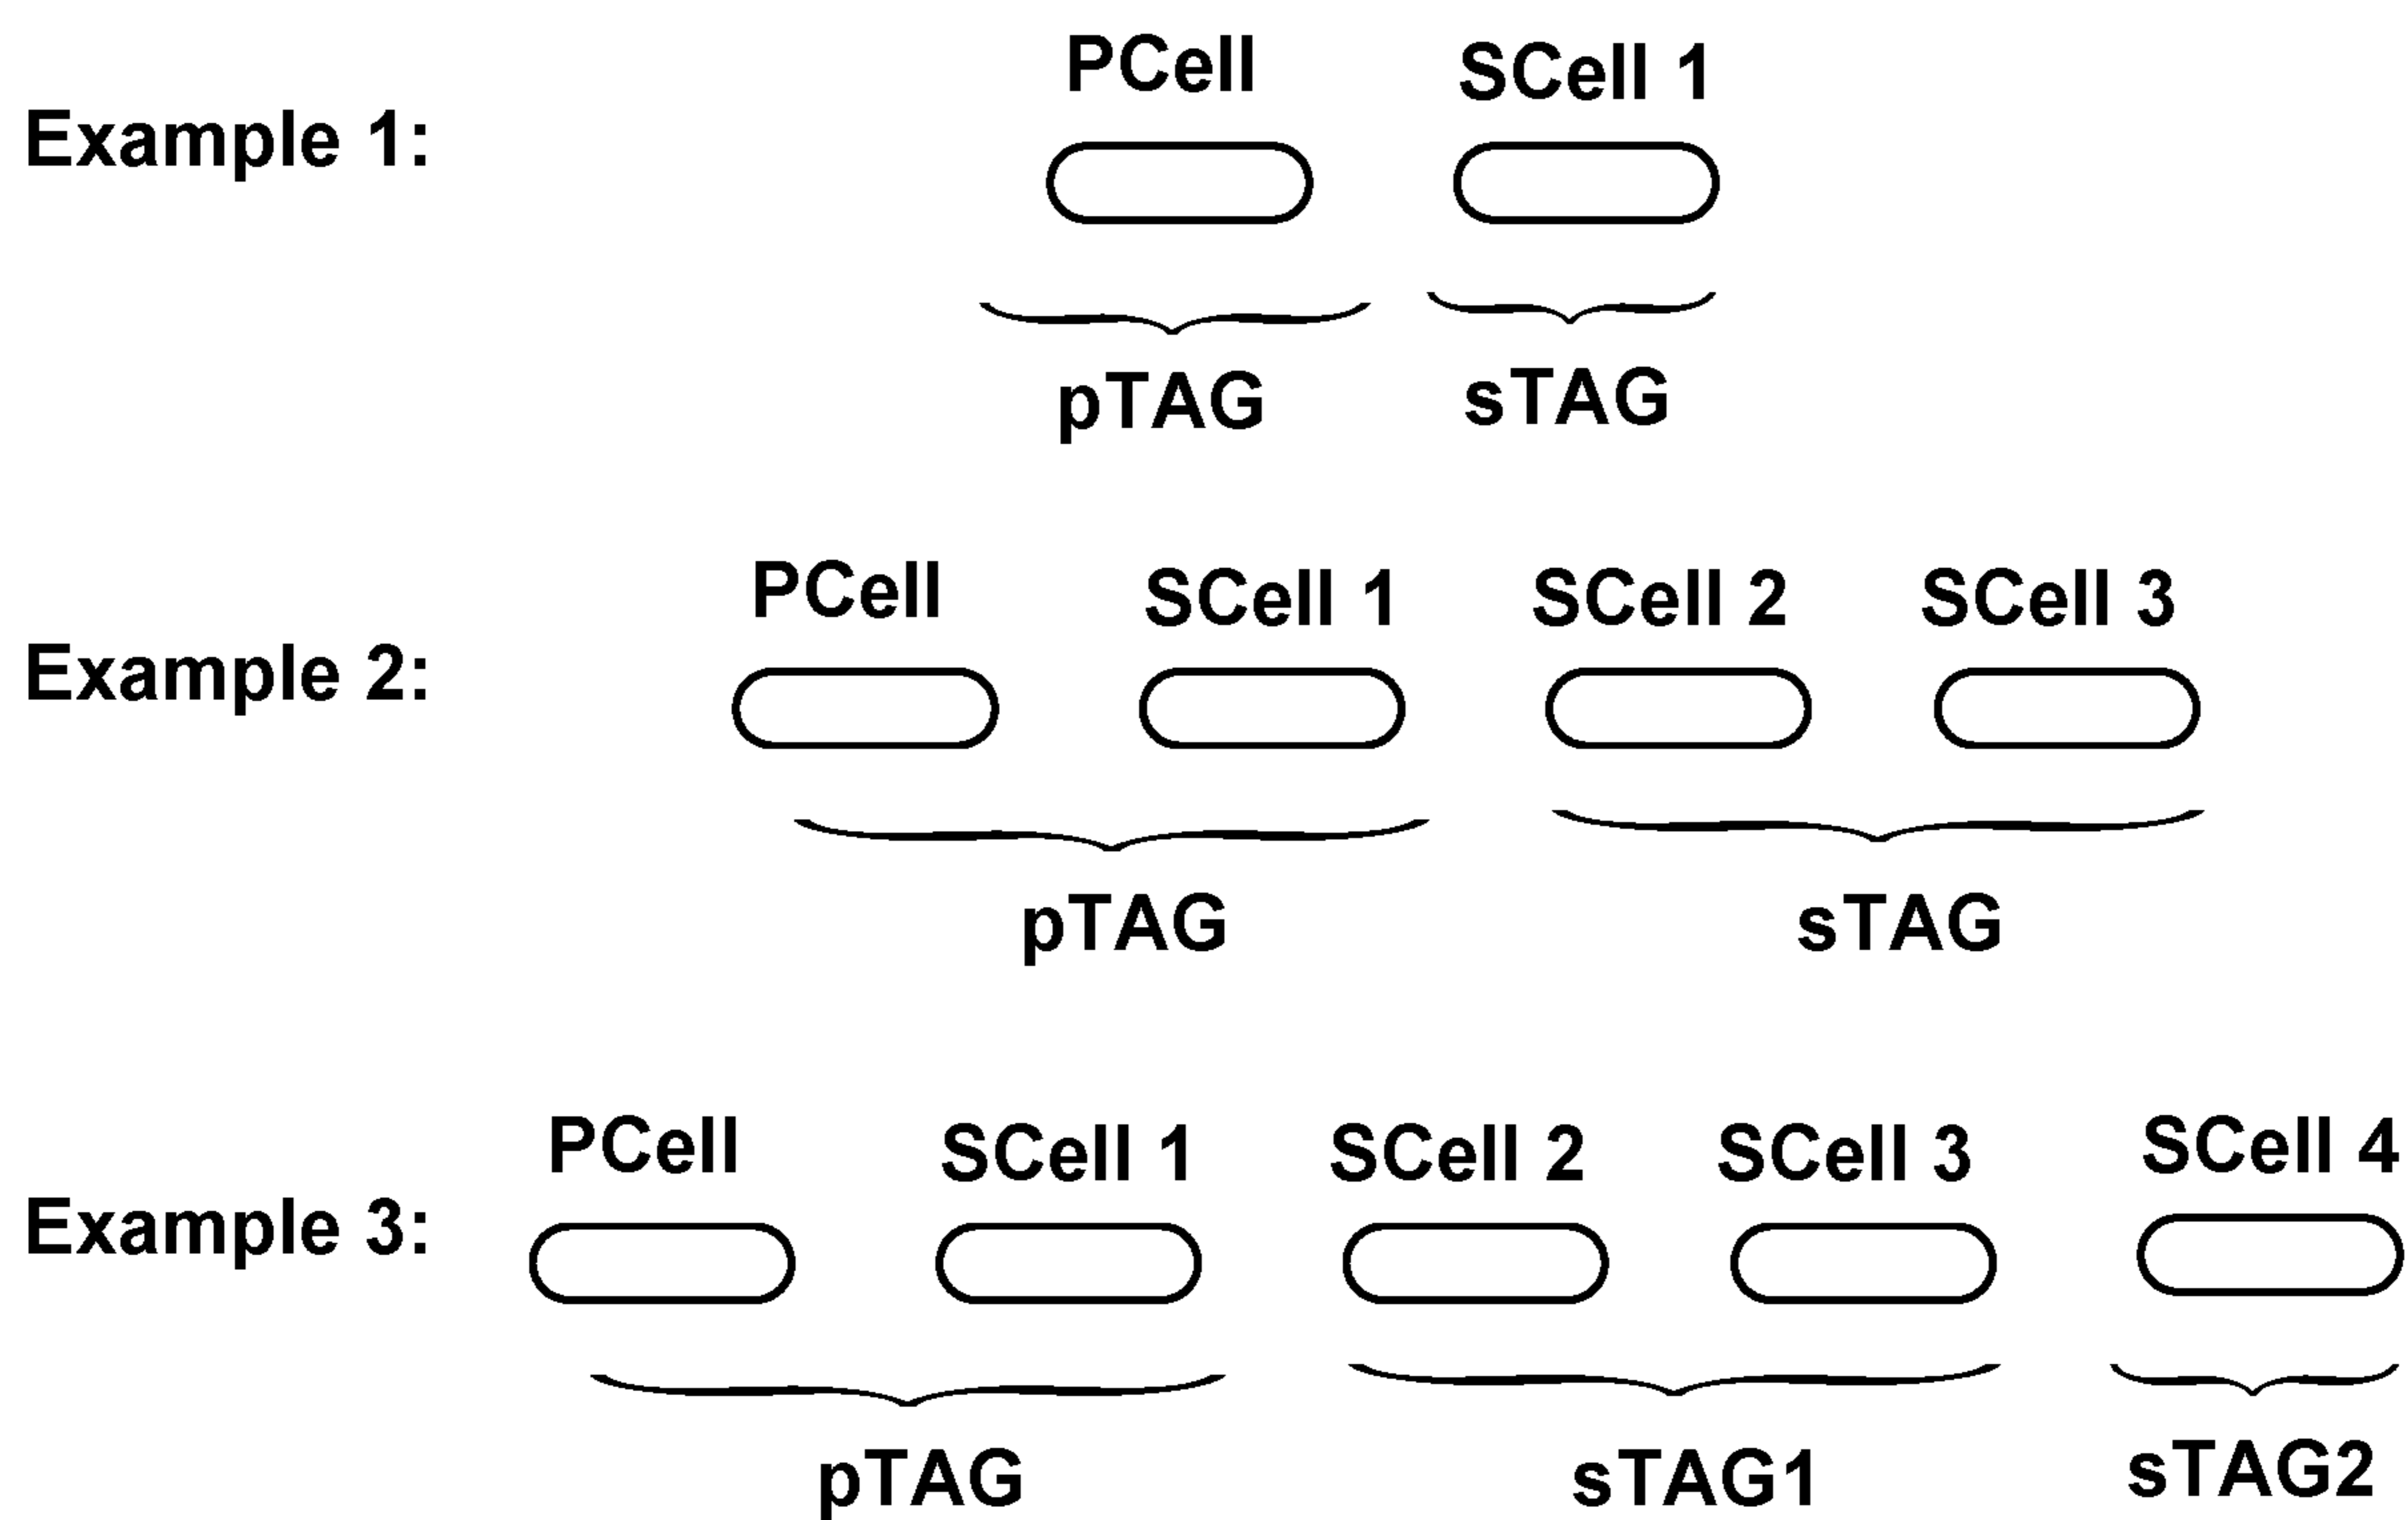 PCell SCell 1
Example 1:
pTAG sTAG
PCell SCell 1 SCell 2 SCell 3
Example 2:
pTAG sTAG
PCell SCell 1 SCell 2 SCell 3 SCell 4
Example 3:
pTAG sTAG1 sTAG2